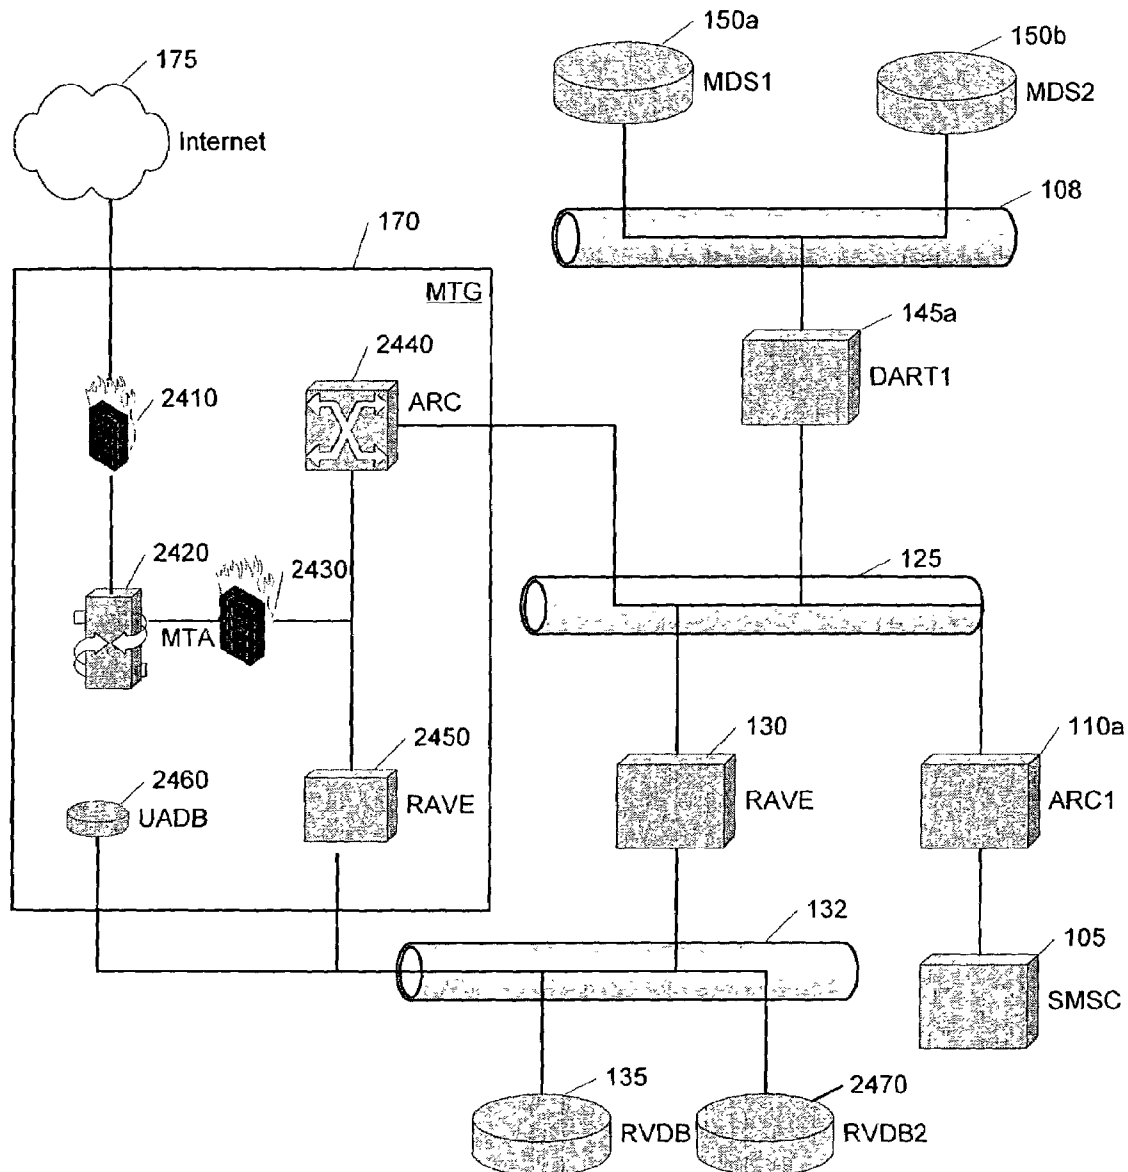 150a
MDS1
150b
MDS2
175
Internet
108
170
MTG
145a
DART1
2440
ARC
2410
2420
MTA
2430
125
2450
RAVE
130
RAVE
110a
ARC1
2460
UADB
132
105
SMSC
135
RVDB
2470
RVDB2